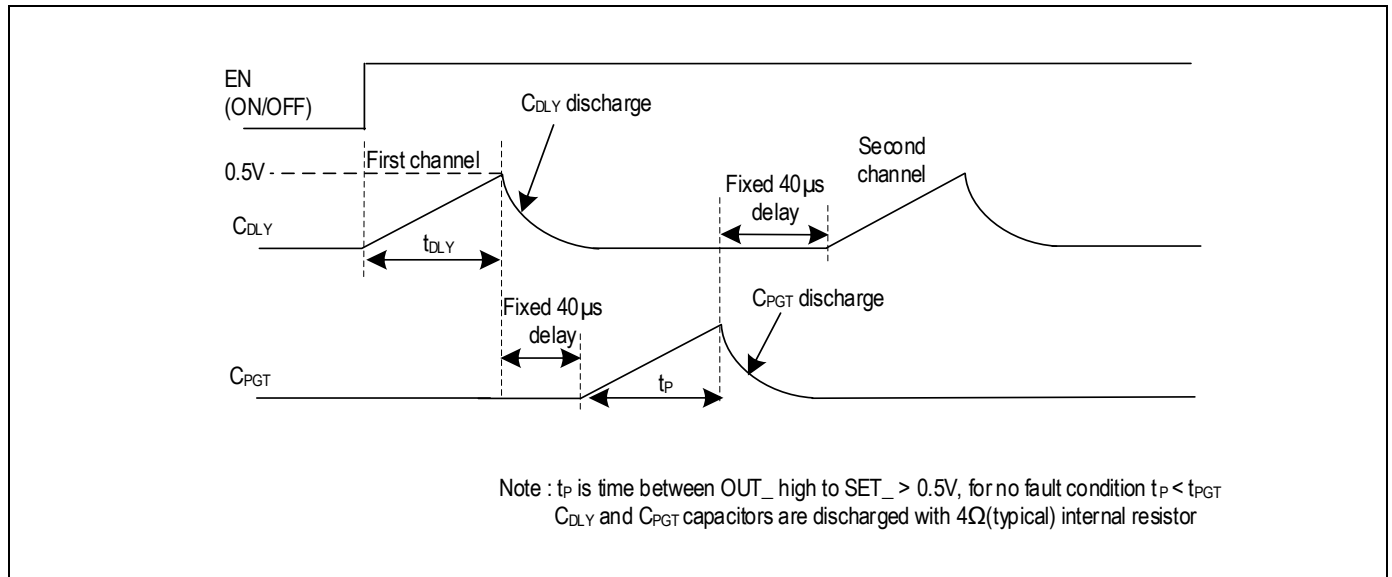 EN
(ON/OFF)
CDLY discharge
0.5V
First channel
Second
channel
Fixed 40µs
delay
CDLY
tDLY
CPGT discharge
Fixed 40µs
delay
CPGT
tP
Note : tP is time between OUT_ high to SET_ > 0.5V, for no fault condition tP < tPGT
CDLY and CPGT capacitors are discharged with 4Ω(typical) internal resistor